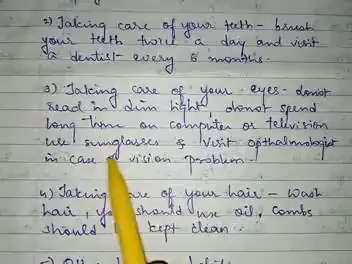 2) Taking care of your teeth - brush
your teeth twice a day and visit
a dentist every 6 months.
3) Taking care of your eyes - donot
read in dim light donot spend
long time on computer or television
use sunglasses & visit opthalmologist
in case of vision problem.
4) Taking care of your hair - wash
hair, you should use oil, combs
should be kept clean.